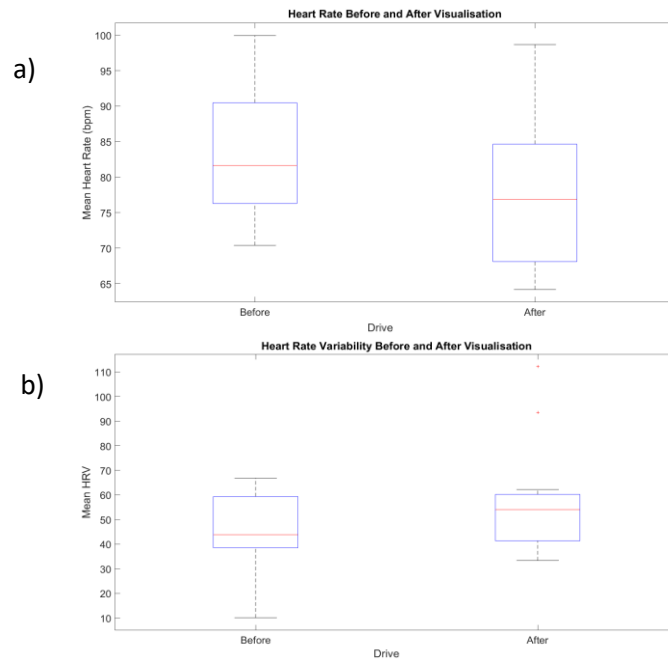 a)
Heart Rate Before and After Visualisation
Mean Heart Rate (bpm)
100
95
90
85
80
75
70
65
Before
After
Drive
b)
Heart Rate Variability Before and After Visualisation
Mean HRV
110
100
90
80
70
60
50
40
30
20
10
Before
After
Drive